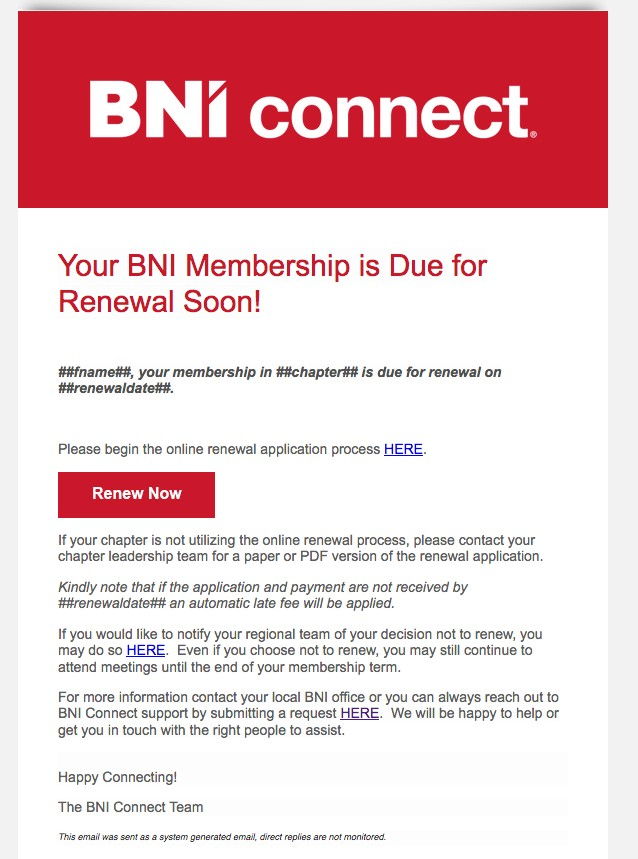 BNI connect®
Your BNI Membership is Due for
Renewal Soon!
##fname##, your membership in ##chapter## is due for renewal on
##renewaldate##.
Please begin the online renewal application process HERE.
Renew Now
If your chapter is not utilizing the online renewal process, please contact your
chapter leadership team for a paper or PDF version of the renewal application.
Kindly note that if the application and payment are not received by
##renewaldate## an automatic late fee will be applied.
If you would like to notify your regional team of your decision not to renew, you
may do so HERE.  Even if you choose not to renew, you may still continue to
attend meetings until the end of your membership term.
For more information contact your local BNI office or you can always reach out to
BNI Connect support by submitting a request HERE.  We will be happy to help or
get you in touch with the right people to assist.
Happy Connecting!
The BNI Connect Team
This email was sent as a system generated email, direct replies are not monitored.